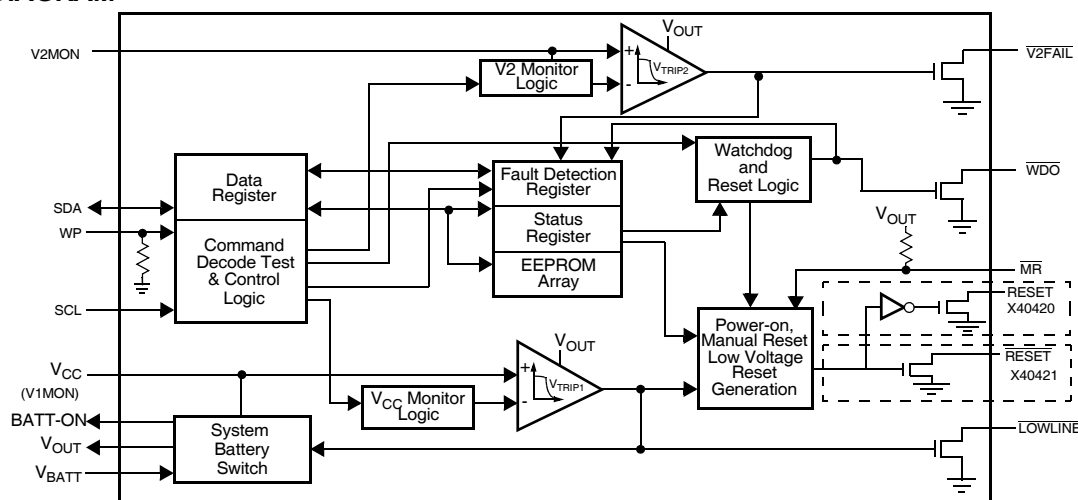 V2MON
VOUT
V2 Monitor
Logic
+
-
VTRIP2
V2FAIL
Data
Register
Fault Detection
Register
Status
Register
EEPROM
Array
Watchdog
and
Reset Logic
WDO
SDA
WP
Command
Decode Test
& Control
Logic
SCL
VOUT
MR
RESET
X40420
Power-on,
Manual Reset
Low Voltage
Reset
Generation
RESET
X40421
VCC
(V1MON)
VOUT
+
-
VTRIP1
VCC Monitor
Logic
BATT-ON
VOUT
VBATT
System
Battery
Switch
LOWLINE